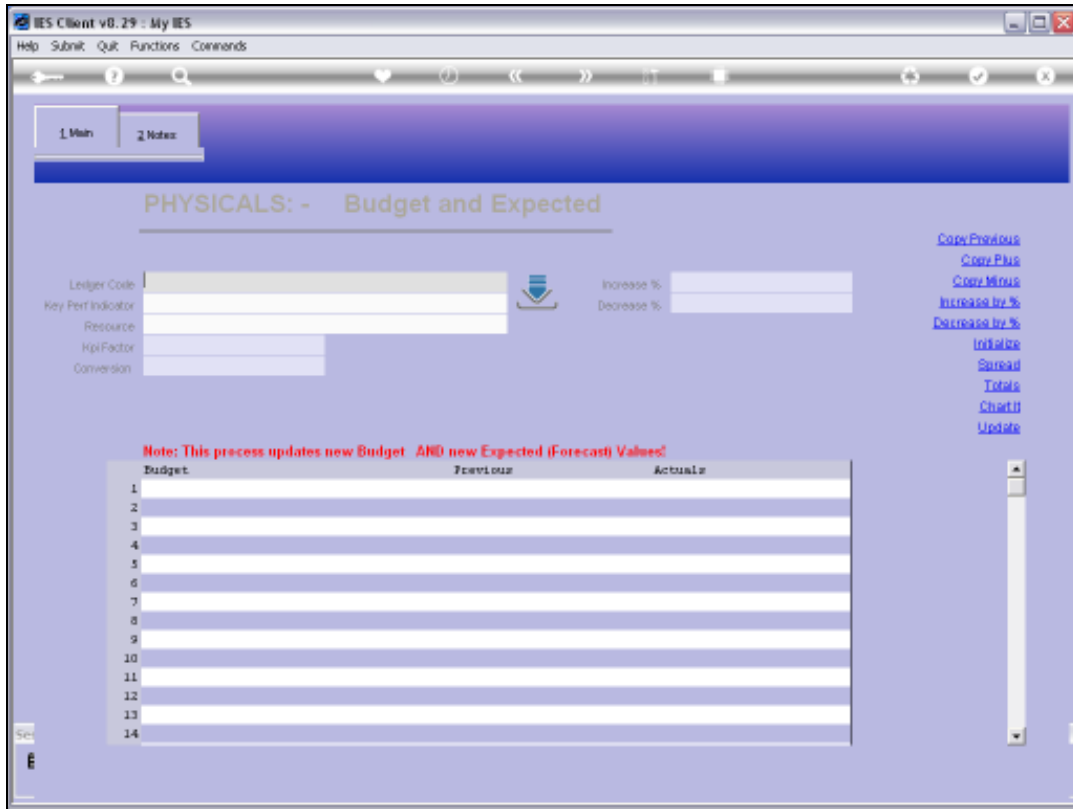 IES Client v8.29 : My IES
Help Submit Quit Functions Commands
1 Main
2 Notes
PHYSICALS: - Budget and Expected
Copy Previous
Copy Plus
Ledger Code
Increase %
Copy Minus
Key Perf Indicator
Decrease %
Increase by %
Resource
Decrease by %
Kpi Factor
Initialize
Conversion
Spread
Totals
Chart It
Update
Note: This process updates new Budget AND new Expected (Forecast) Values!
Budget Previous Actuals
1
2
3
4
5
6
7
8
9
10
11
12
13
14